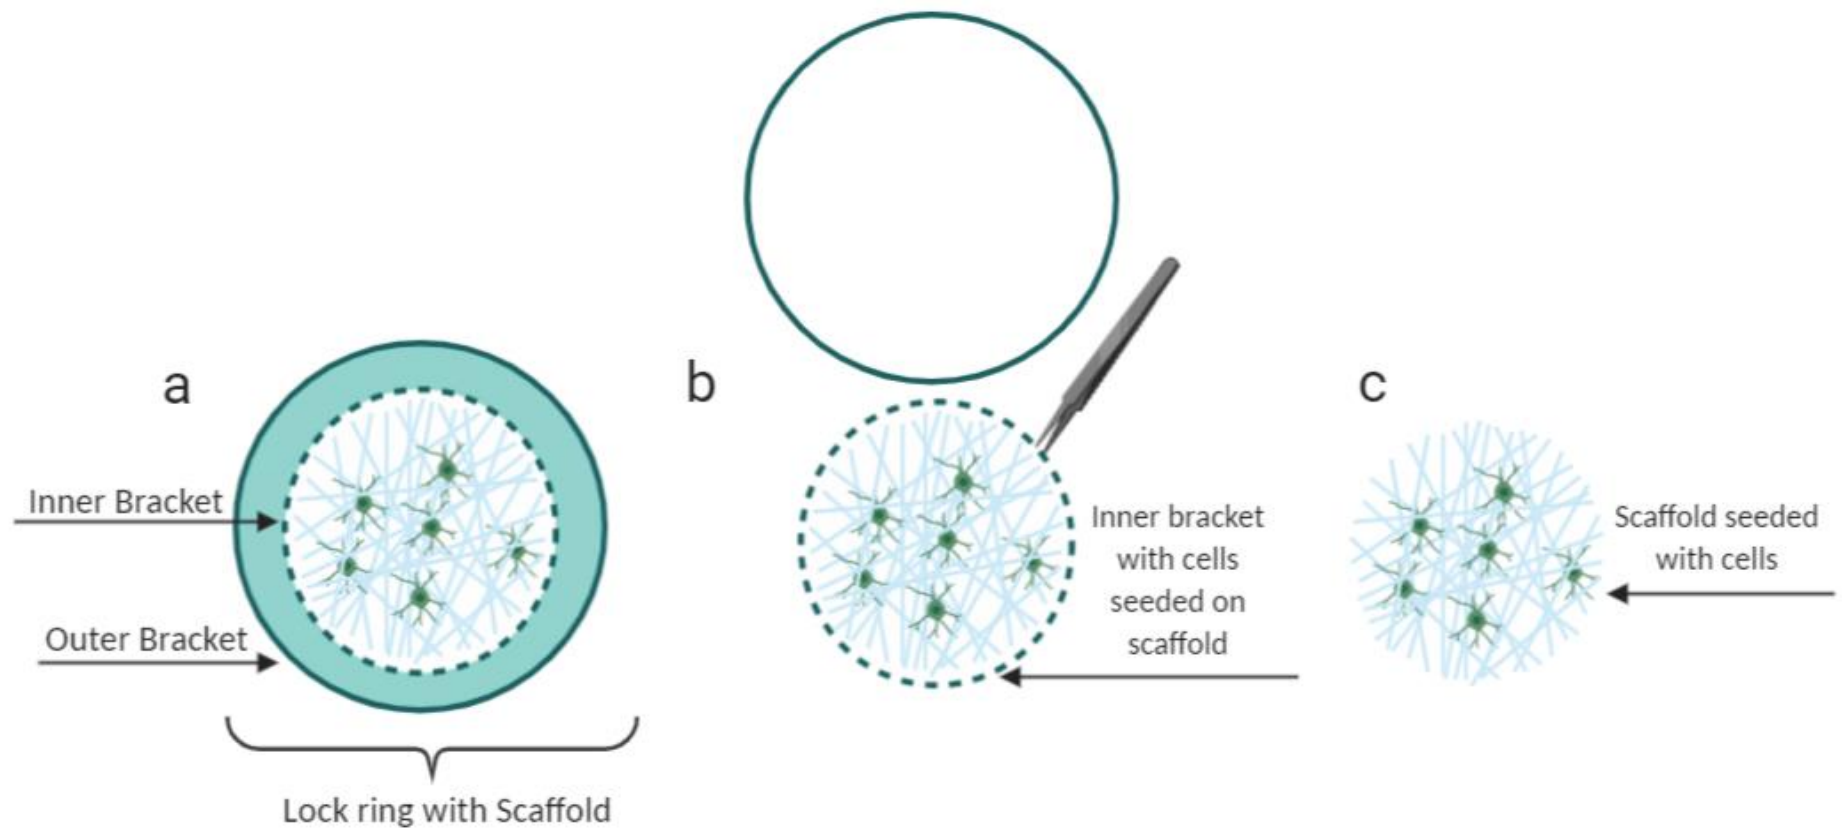 a
Inner Bracket
Outer Bracket
Lock ring with Scaffold
b
Inner bracket
with cells
seeded on
scaffold
c
Scaffold seeded
with cells